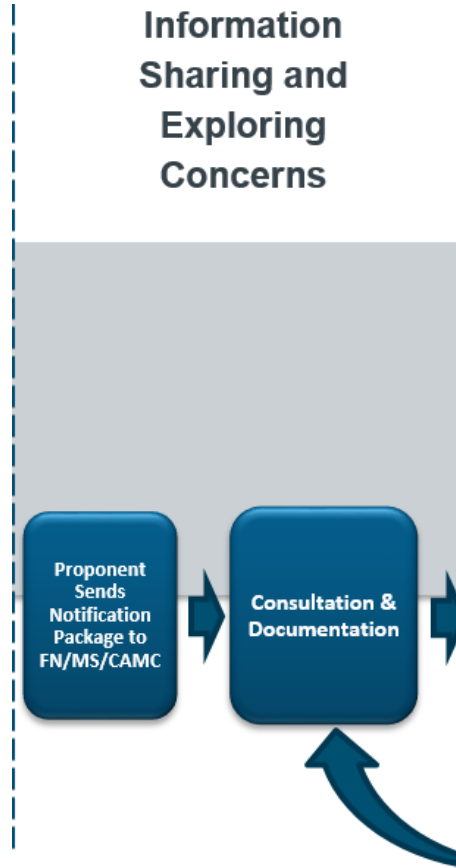 Information
Sharing and
Exploring
Concerns
Proponent
Sends
Notification
Package to
FN/MS/CAMC
Consultation &
Documentation